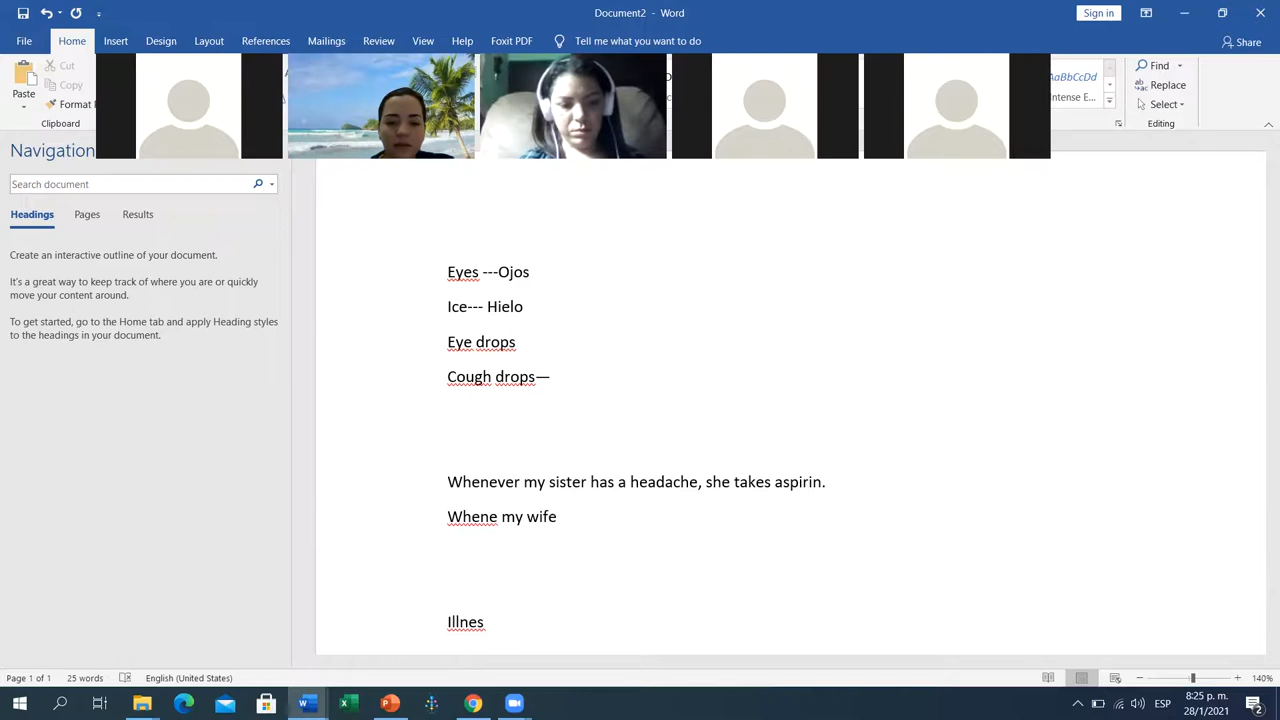 Document2 - Word
Sign in
File Home Insert Design Layout References Mailings Review View Help Foxit PDF Tell me what you want to do
Share
Paste
Cut
Copy
Format
Clipboard
AaBbCcDd
Intense E...
Find
Replace
Select
Editing
Navigation
Search document
Headings Pages Results
Create an interactive outline of your document.
It's a great way to keep track of where you are or quickly
move your content around.
To get started, go to the Home tab and apply Heading styles
to the headings in your document.
Eyes ---Ojos
Ice--- Hielo
Eye drops
Cough drops—
Whenever my sister has a headache, she takes aspirin.
Whene my wife
Illnes
Page 1 of 1 25 words English (United States)
140%
ESP
8:25 p. m.
28/1/2021
2